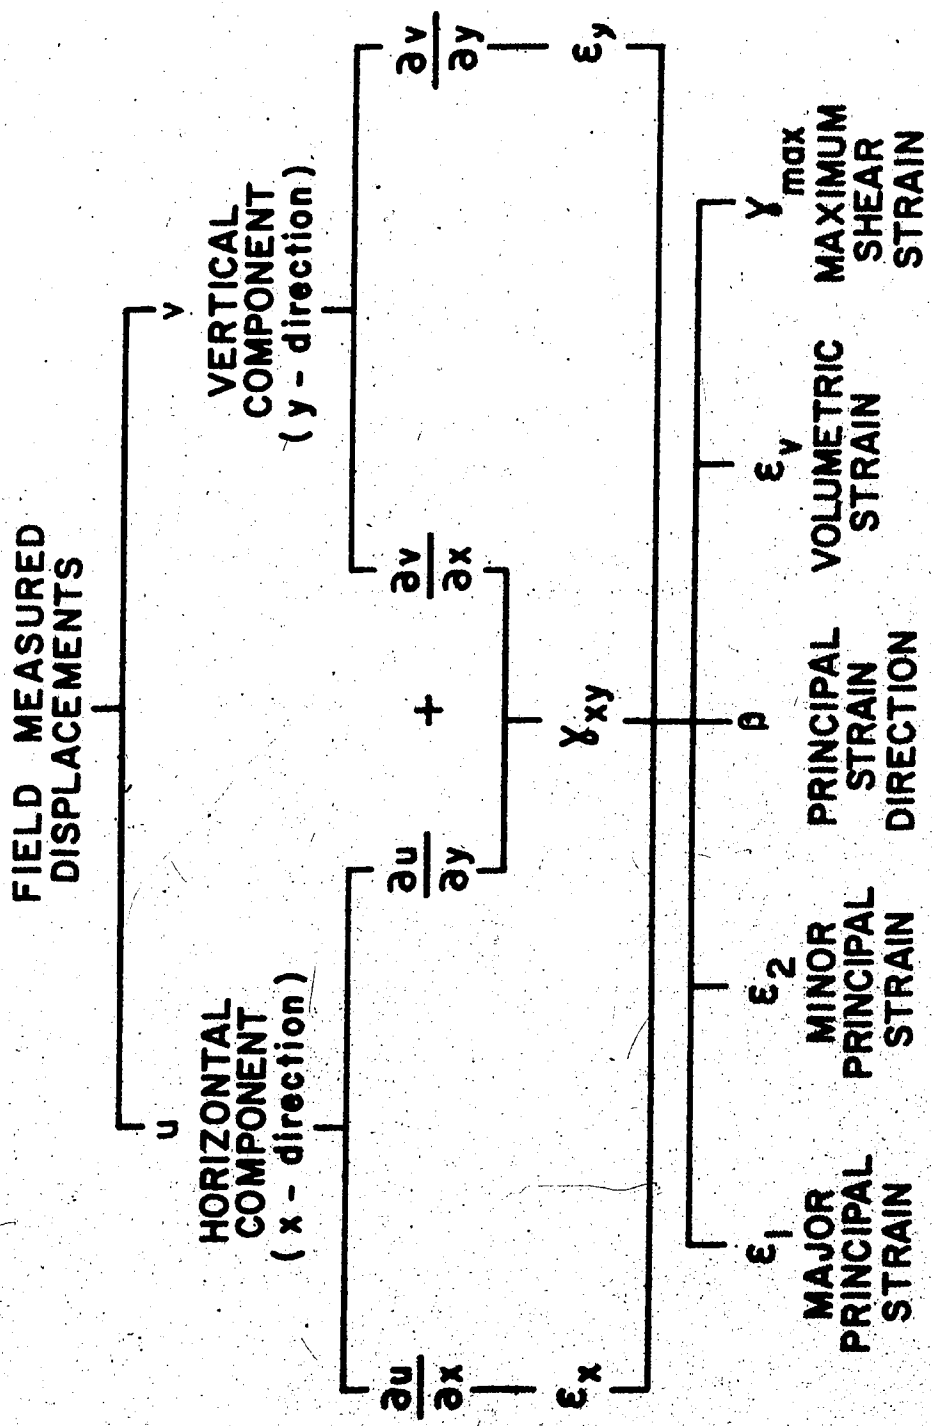 FIELD MEASURED
DISPLACEMENTS
u
HORIZONTAL
COMPONENT
( x - direction )
v
VERTICAL
COMPONENT
( y - direction )
∂u/∂x
∂u/∂y
+
∂v/∂x
∂v/∂y
εx
γxy
εy
ε1
MAJOR
PRINCIPAL
STRAIN
ε2
MINOR
PRINCIPAL
STRAIN
β
PRINCIPAL
STRAIN
DIRECTION
εv
VOLUMETRIC
STRAIN
γmax
MAXIMUM
SHEAR
STRAIN